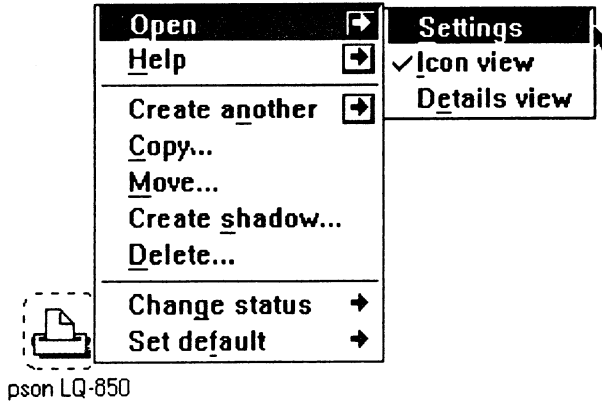 Open
Help
Create another
Copy...
Move...
Create shadow...
Delete...
Change status
Set default
Settings
Icon view
Details view
pson LQ-850